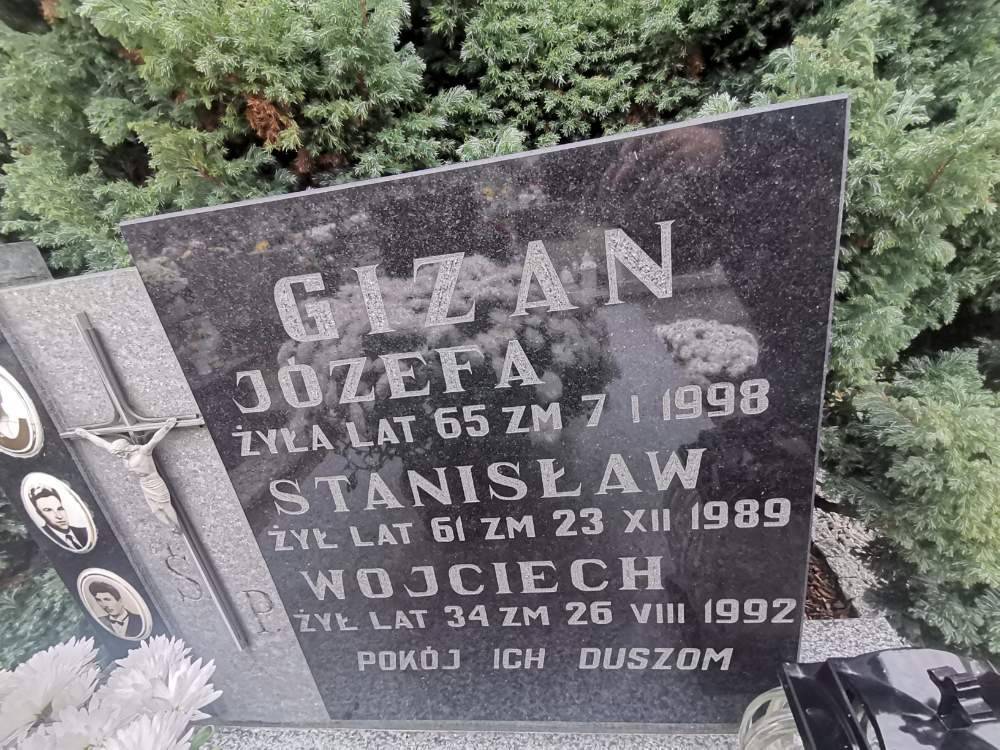 GIZAN
JÓZEFA
ŻYŁA LAT 65 ZM 7 I 1998
STANISŁAW
ŻYŁ LAT 61 ZM 23 XII 1989
WOJCIECH
ŻYŁ LAT 34 ZM 26 VIII 1992
POKÓJ ICH DUSZOM
Ś P.